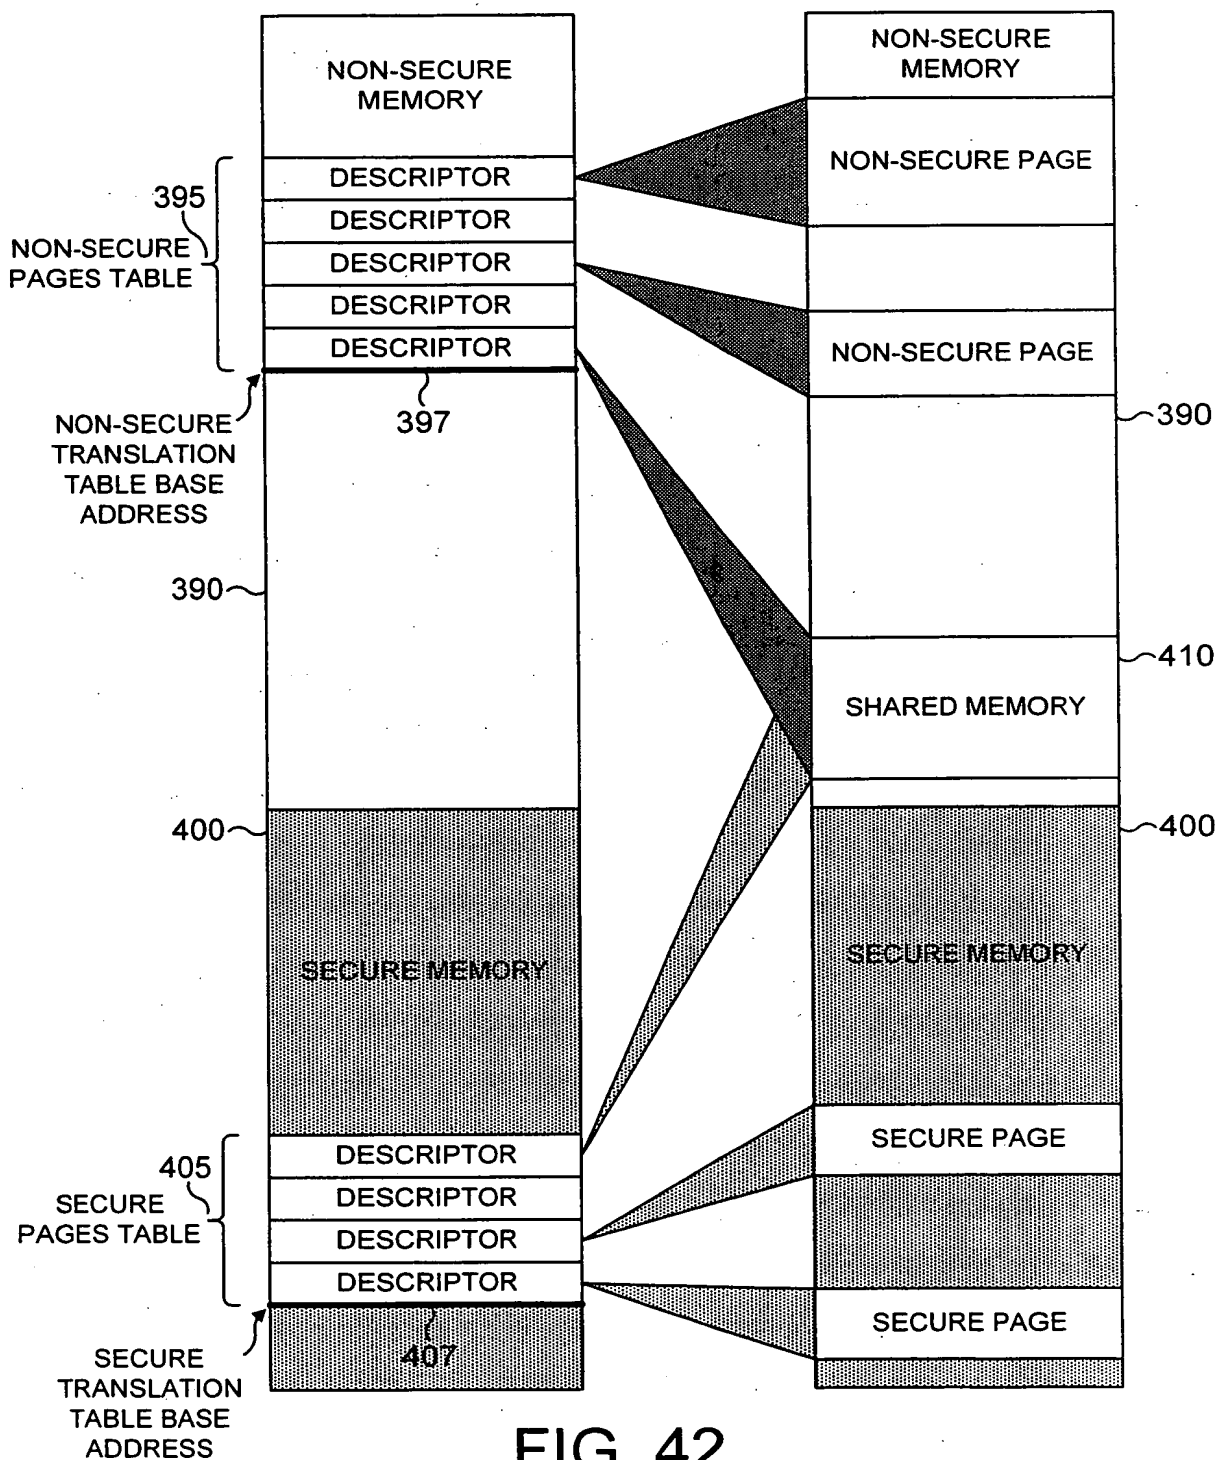 NON-SECURE
MEMORY
DESCRIPTOR
DESCRIPTOR
DESCRIPTOR
DESCRIPTOR
DESCRIPTOR
395
NON-SECURE
PAGES TABLE
397
NON-SECURE
TRANSLATION
TABLE BASE
ADDRESS
390
400
SECURE MEMORY
DESCRIPTOR
DESCRIPTOR
DESCRIPTOR
DESCRIPTOR
405
SECURE
PAGES TABLE
407
SECURE
TRANSLATION
TABLE BASE
ADDRESS
NON-SECURE
MEMORY
NON-SECURE PAGE
NON-SECURE PAGE
390
410
SHARED MEMORY
400
SECURE MEMORY
SECURE PAGE
SECURE PAGE
FIG. 42